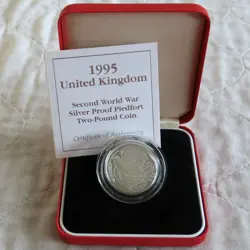 1995
United Kingdom
Second World War
Silver Proof Piedfort
Two-Pound Coin
Certificate of Authenticity